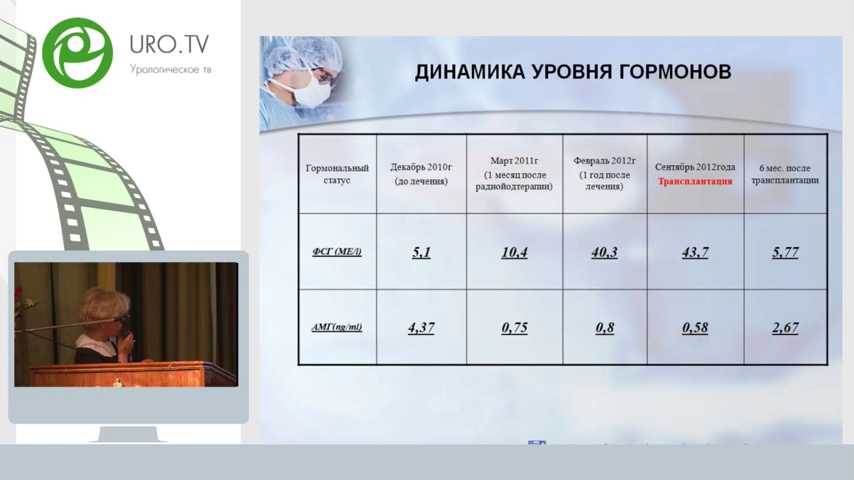 URO.TV
Урологическое тв
ДИНАМИКА УРОВНЯ ГОРМОНОВ
Гормональный статус
Декабрь 2010г (до лечения)
Март 2011г (1 месяц после радиойодтерапии)
Февраль 2012г (1 год после лечения)
Сентябрь 2012года Трансплантация
6 мес. после трансплантации
ФСГ (МЕ/l) 5,1 10,4 40,3 43,7 5,77
АМГ(ng/ml) 4,37 0,75 0,8 0,58 2,67